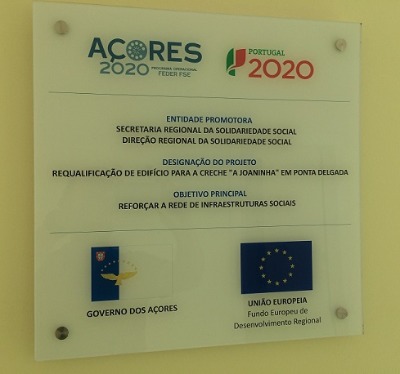 AÇORES
2020 PROGRAMA OPERACIONAL
FEDER FSE
PORTUGAL
2020
ENTIDADE PROMOTORA
SECRETARIA REGIONAL DA SOLIDARIEDADE SOCIAL
DIREÇÃO REGIONAL DA SOLIDARIEDADE SOCIAL
DESIGNAÇÃO DO PROJETO
REQUALIFICAÇÃO DE EDIFÍCIO PARA A CRECHE "A JOANINHA" EM PONTA DELGADA
OBJETIVO PRINCIPAL
REFORÇAR A REDE DE INFRAESTRUTURAS SOCIAIS
GOVERNO DOS AÇORES
UNIÃO EUROPEIA
Fundo Europeu de
Desenvolvimento Regional